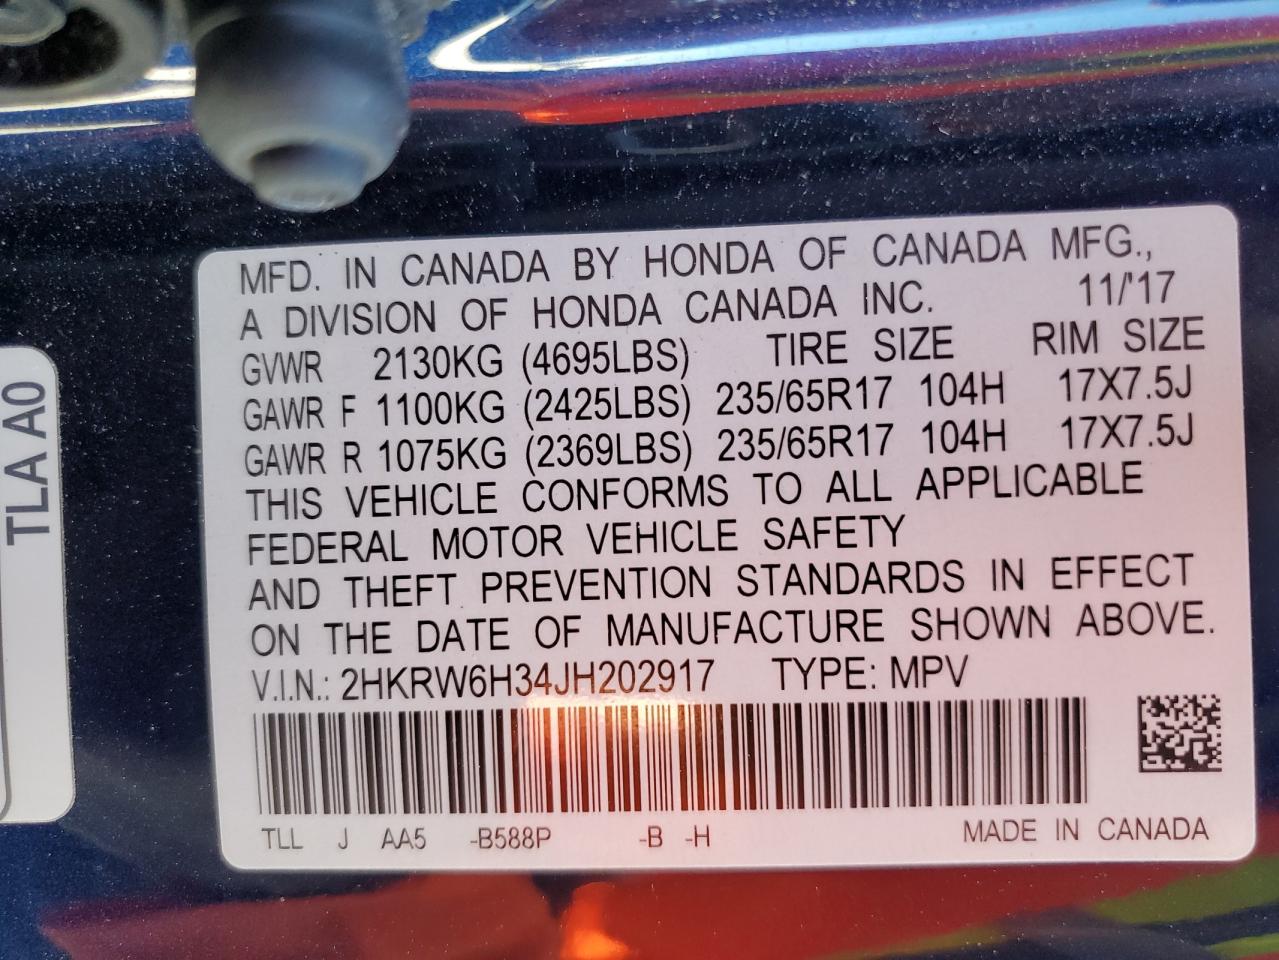 MFD. IN CANADA BY HONDA OF CANADA MFG.,
A DIVISION OF HONDA CANADA INC. 11/'17
GVWR 2130KG (4695LBS) TIRE SIZE RIM SIZE
GAWR F 1100KG (2425LBS) 235/65R17 104H 17X7.5J
GAWR R 1075KG (2369LBS) 235/65R17 104H 17X7.5J
THIS VEHICLE CONFORMS TO ALL APPLICABLE
FEDERAL MOTOR VEHICLE SAFETY
AND THEFT PREVENTION STANDARDS IN EFFECT
ON THE DATE OF MANUFACTURE SHOWN ABOVE.
V.I.N.: 2HKRW6H34JH202917 TYPE: MPV
TLL J AA5 -B588P -B -H MADE IN CANADA
TLA A0